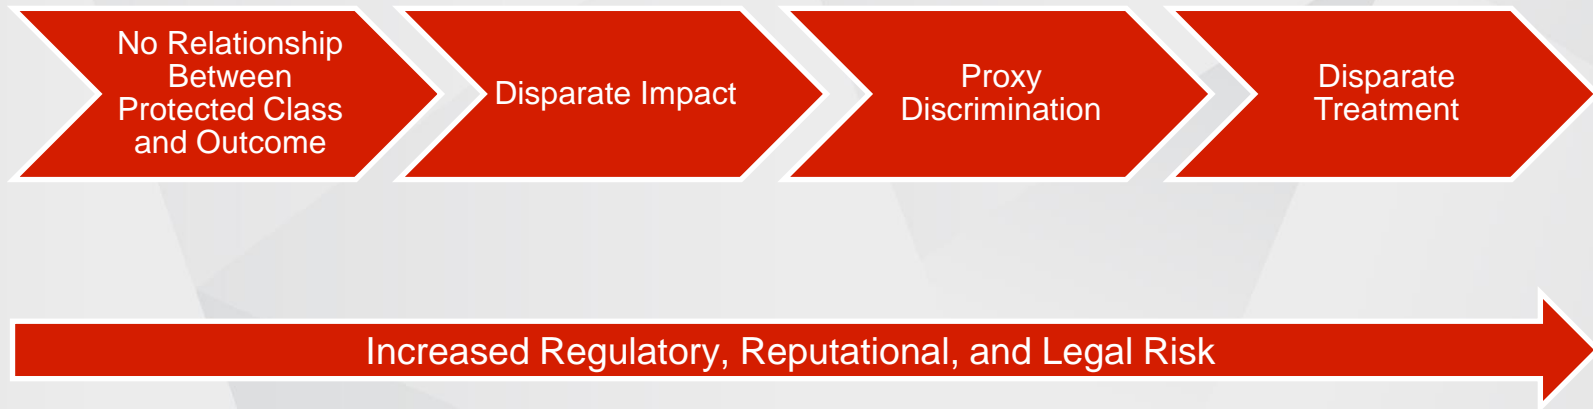 No Relationship
Between
Protected Class
and Outcome
Disparate Impact
Proxy
Discrimination
Disparate
Treatment
Increased Regulatory, Reputational, and Legal Risk